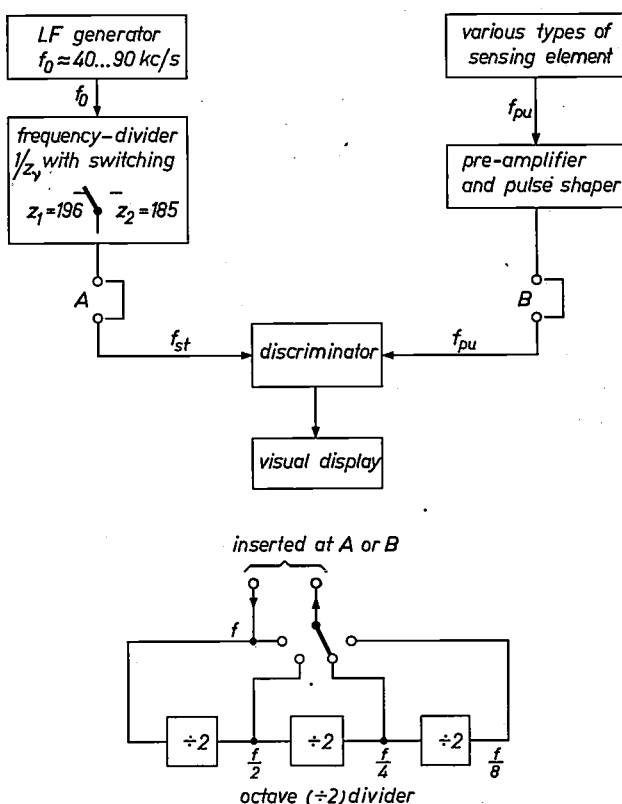 LF generator
f₀ ≈ 40...90 kc/s
f₀
frequency-divider
1/zᵥ with switching
z₁ = 196 z₂ = 185
A
f_st
various types of
sensing element
f_pu
pre-amplifier
and pulse shaper
B
f_pu
discriminator
visual display
inserted at A or B
f
÷2
f/2
÷2
f/4
÷2
f/8
octave (÷2) divider